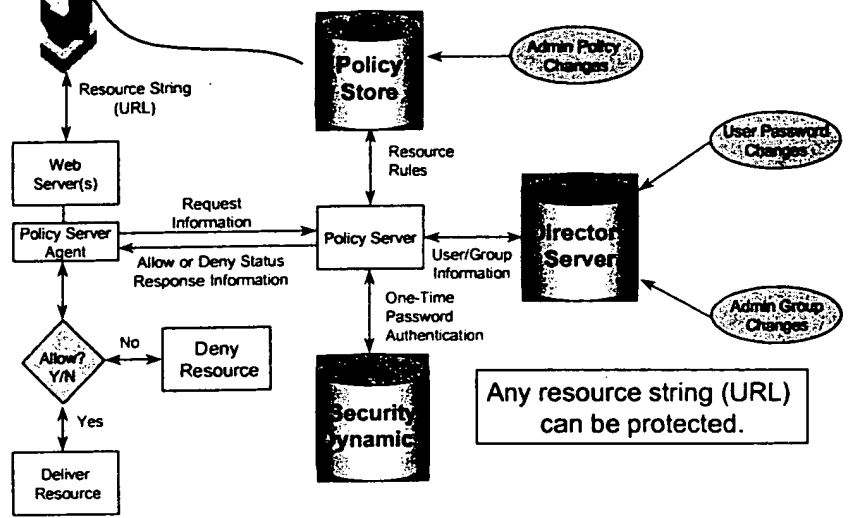 Policy
Store
Admin Policy
Changes
Resource String
(URL)
User Password
Changes
Web
Server(s)
Resource
Rules
Request
Information
Policy Server
Agent
Policy Server
Director
Server
Allow or Deny Status
Response Information
User/Group
Information
One-Time
Password
Authentication
Admin Group
Changes
Allow?
Y/N
No
Deny
Resource
Security
Dynamic
Any resource string (URL)
can be protected.
Yes
Deliver
Resource